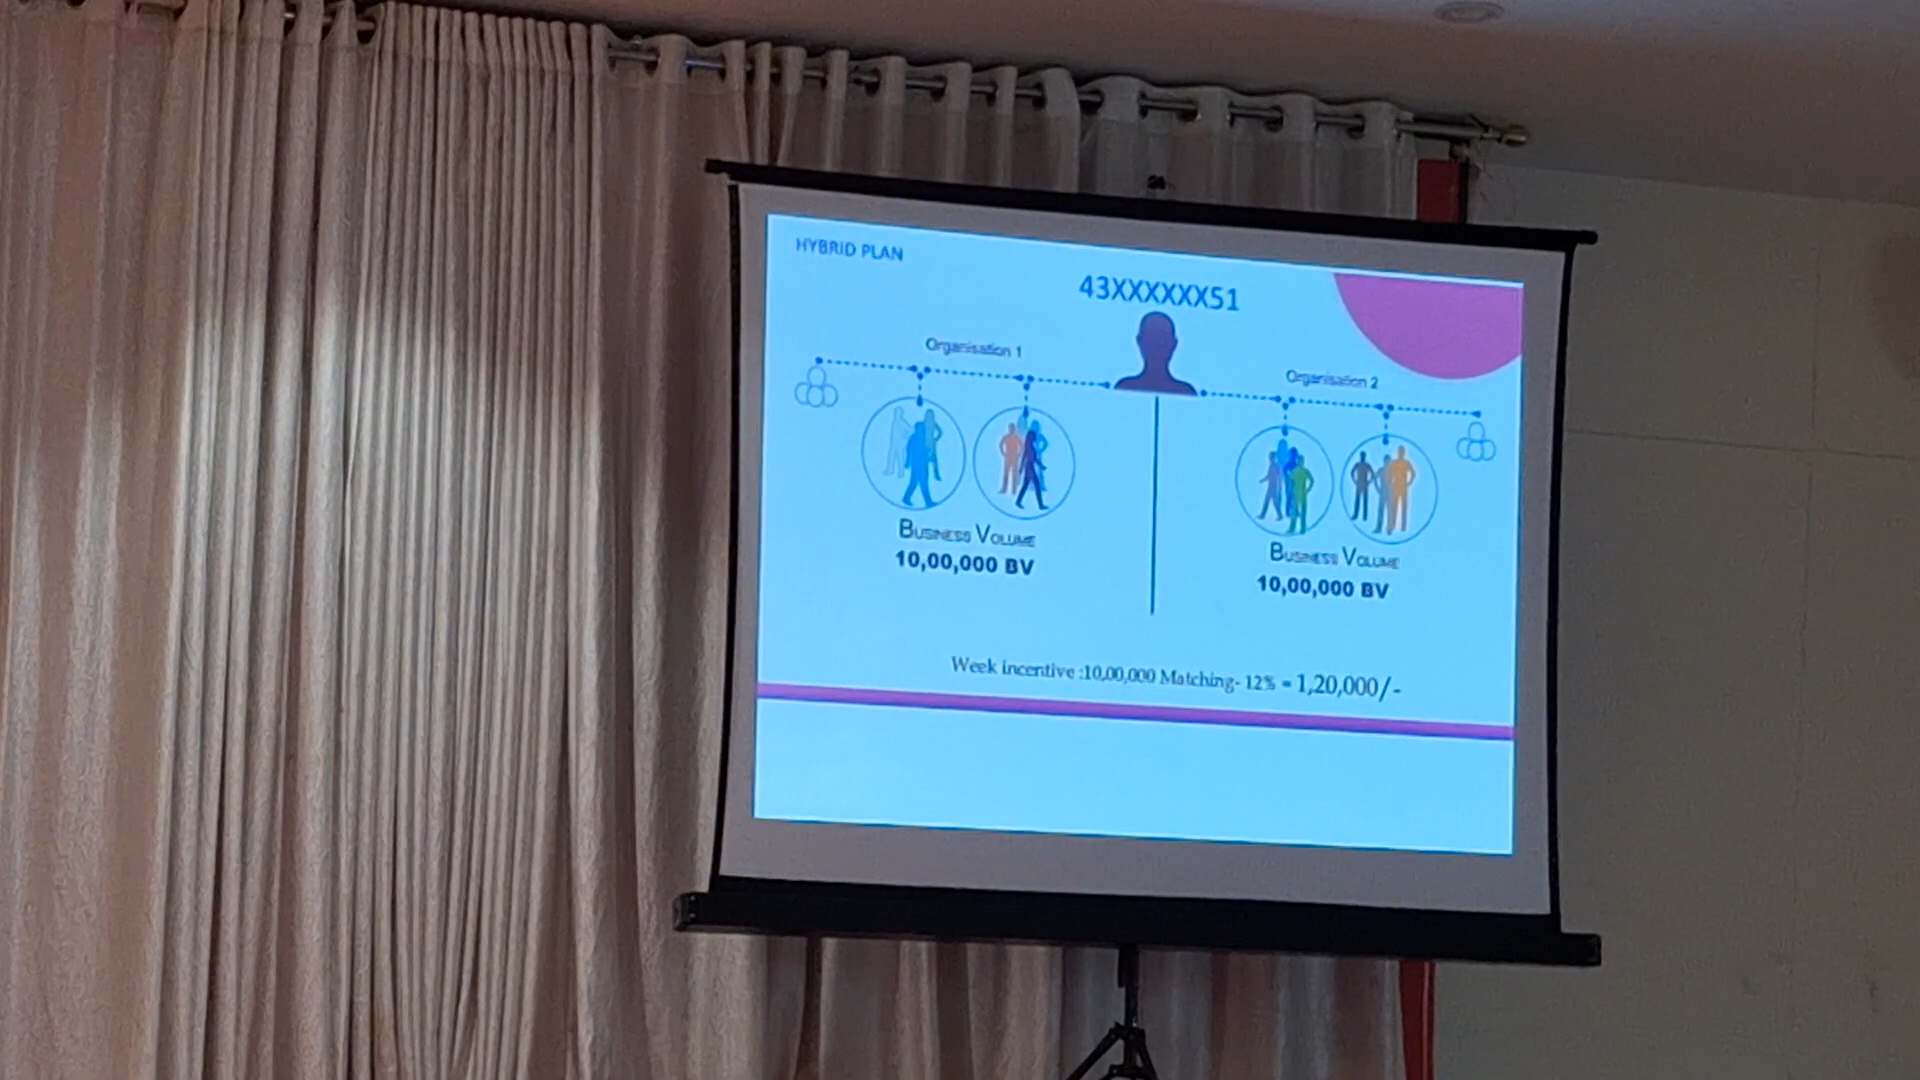 HYBRID PLAN
43XXXXXX51
Organisation 1
Organisation 2
BUSINESS VOLUME
10,00,000 BV
BUSINESS VOLUME
10,00,000 BV
Week incentive :10,00,000 Matching- 12% = 1,20,000/-